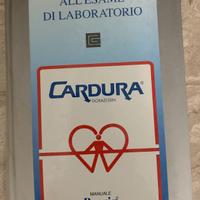 ALL'ESAME
DI LABORATORIO
CARDURA®
DOXAZOSIN
MANUALE